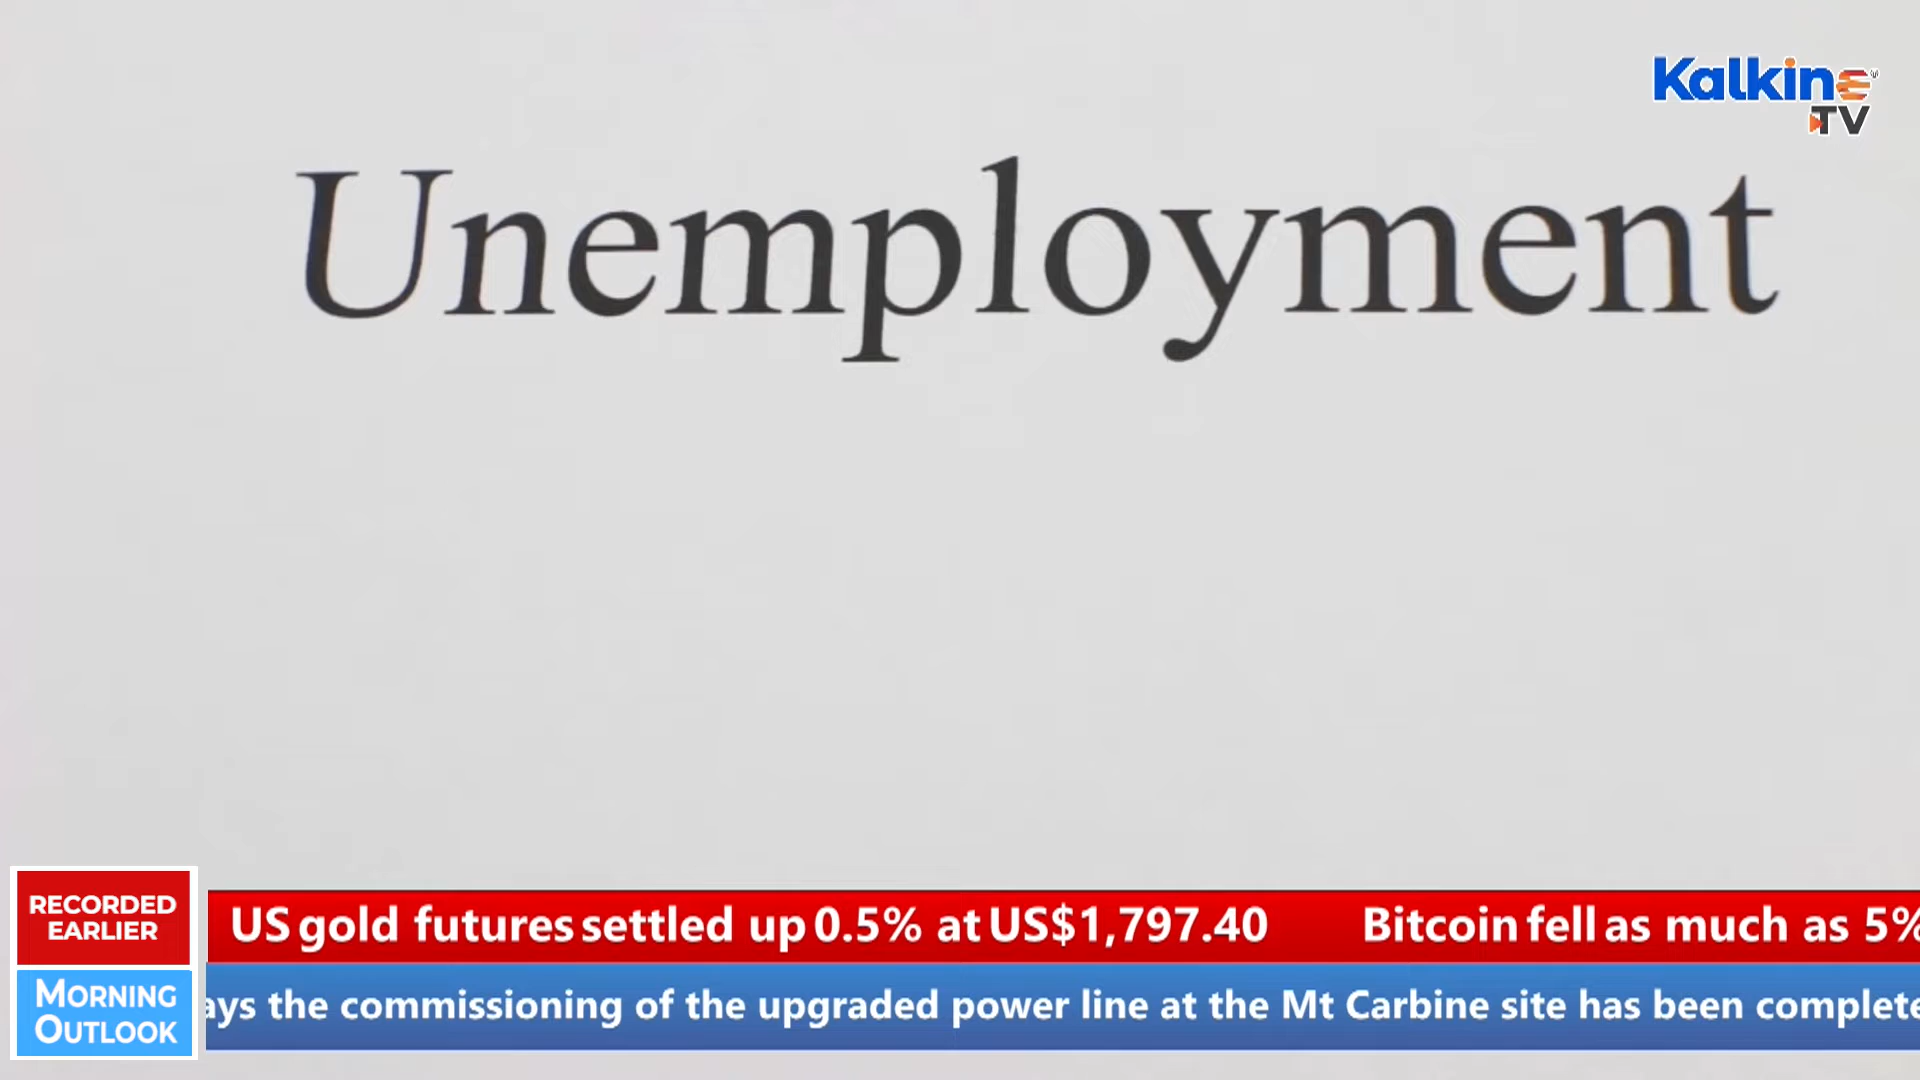 Kalkine
TV
Unemployment
RECORDED
EARLIER
US gold futures settled up 0.5% at US$1,797.40 Bitcoin fell as much as 5%
MORNING
OUTLOOK
the commissioning of the upgraded power line at the Mt Carbine site has been